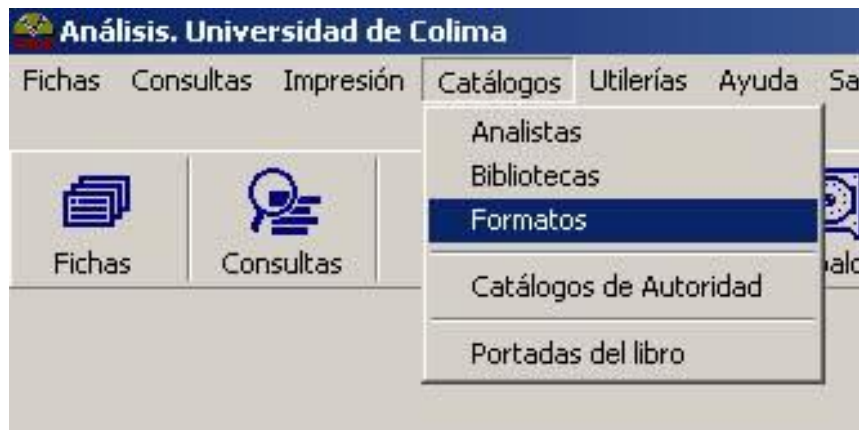 Análisis. Universidad de Colima
Fichas Consultas Impresión Catálogos Utilerías Ayuda
Analistas
Bibliotecas
Formatos
Fichas Consultas
Catálogos de Autoridad
Portadas del libro